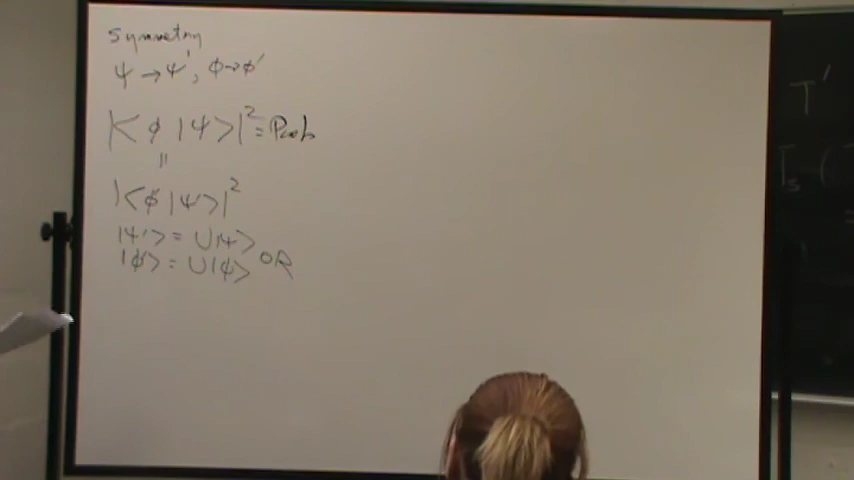 Symmetry
ψ → ψ', φ → φ'
|<φ|ψ>|² = Prob
=
|<φ'|ψ'>|²
|ψ'> = U|ψ>
|φ'> = U|φ> OR
T'